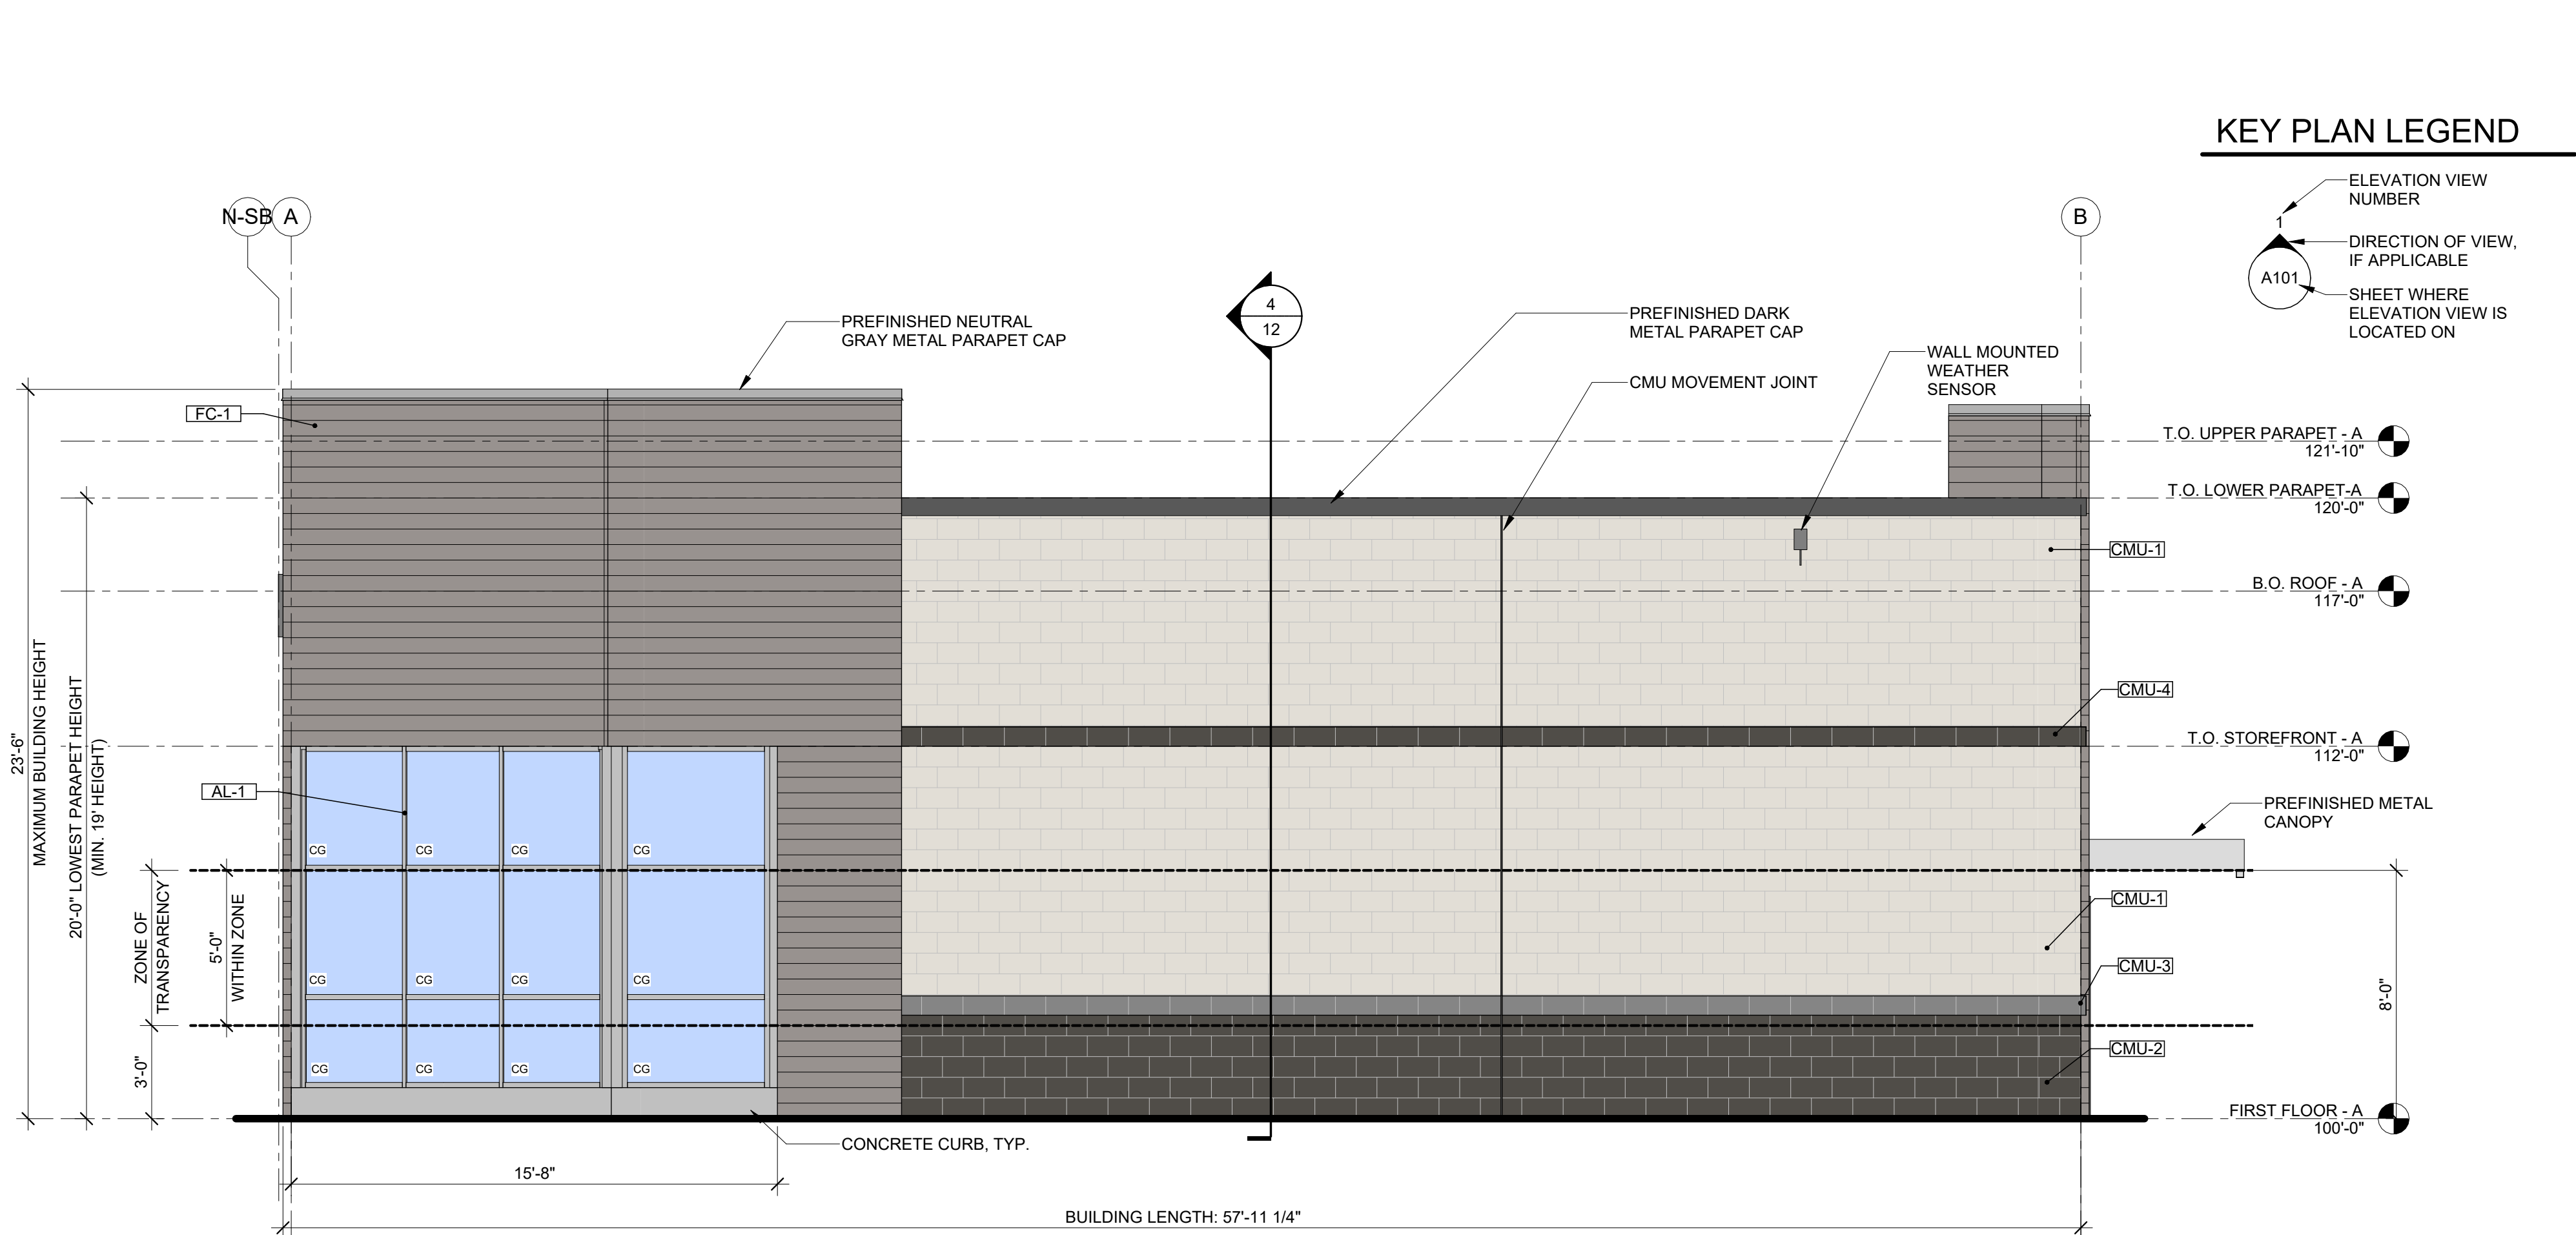 KEY PLAN LEGEND
ELEVATION VIEW
NUMBER
1
DIRECTION OF VIEW,
IF APPLICABLE
A101
SHEET WHERE
ELEVATION VIEW IS
LOCATED ON
N-SB
A
B
4
12
PREFINISHED NEUTRAL
GRAY METAL PARAPET CAP
PREFINISHED DARK
METAL PARAPET CAP
CMU MOVEMENT JOINT
WALL MOUNTED
WEATHER
SENSOR
FC-1
T.O. UPPER PARAPET - A
121'-10"
T.O. LOWER PARAPET-A
120'-0"
CMU-1
B.O. ROOF - A
117'-0"
CMU-4
T.O. STOREFRONT - A
112'-0"
AL-1
PREFINISHED METAL
CANOPY
CG
CG
CG
CG
CMU-1
CMU-3
CG
CG
CG
CG
CMU-2
CG
CG
CG
CG
23'-6"
MAXIMUM BUILDING HEIGHT
20'-0" LOWEST PARAPET HEIGHT
(MIN. 19' HEIGHT)
ZONE OF
TRANSPARENCY
5'-0"
WITHIN ZONE
3'-0"
8'-0"
FIRST FLOOR - A
100'-0"
CONCRETE CURB, TYP.
15'-8"
BUILDING LENGTH: 57'-11 1/4"